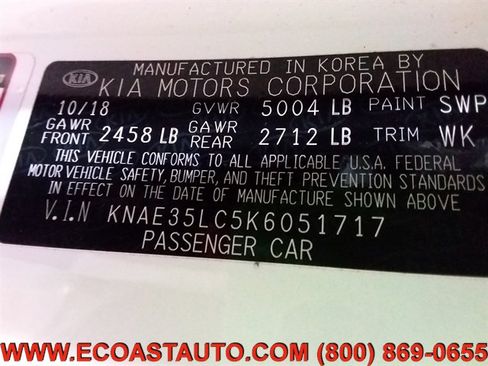 MANUFACTURED IN KOREA BY
KIA KIA MOTORS CORPORATION
10/18 GVWR 5004 LB PAINT SWP
GAWR FRONT 2458 LB GAWR REAR 2712 LB TRIM WK
THIS VEHICLE CONFORMS TO ALL APPLICABLE U.S.A. FEDERAL
MOTOR VEHICLE SAFETY, BUMPER, AND THEFT PREVENTION STANDARDS
IN EFFECT ON THE DATE OF MANUFACTURE SHOWN ABOVE
V.I.N KNAE35LC5K6051717
PASSENGER CAR
WWW.ECOASTAUTO.COM (800) 869-0655